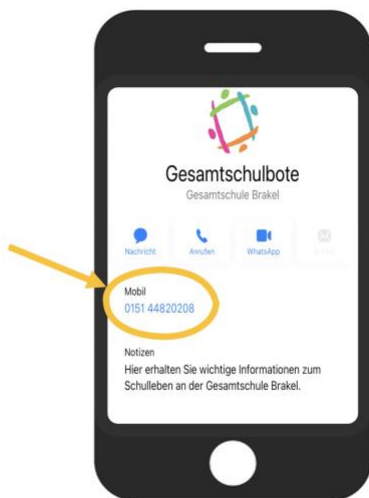 Gesamtschulbote
Gesamtschule Brakel
Nachricht
Anrufen
WhatsApp
Mobil
0151 44820208
Notizen
Hier erhalten Sie wichtige Informationen zum
Schulleben an der Gesamtschule Brakel.